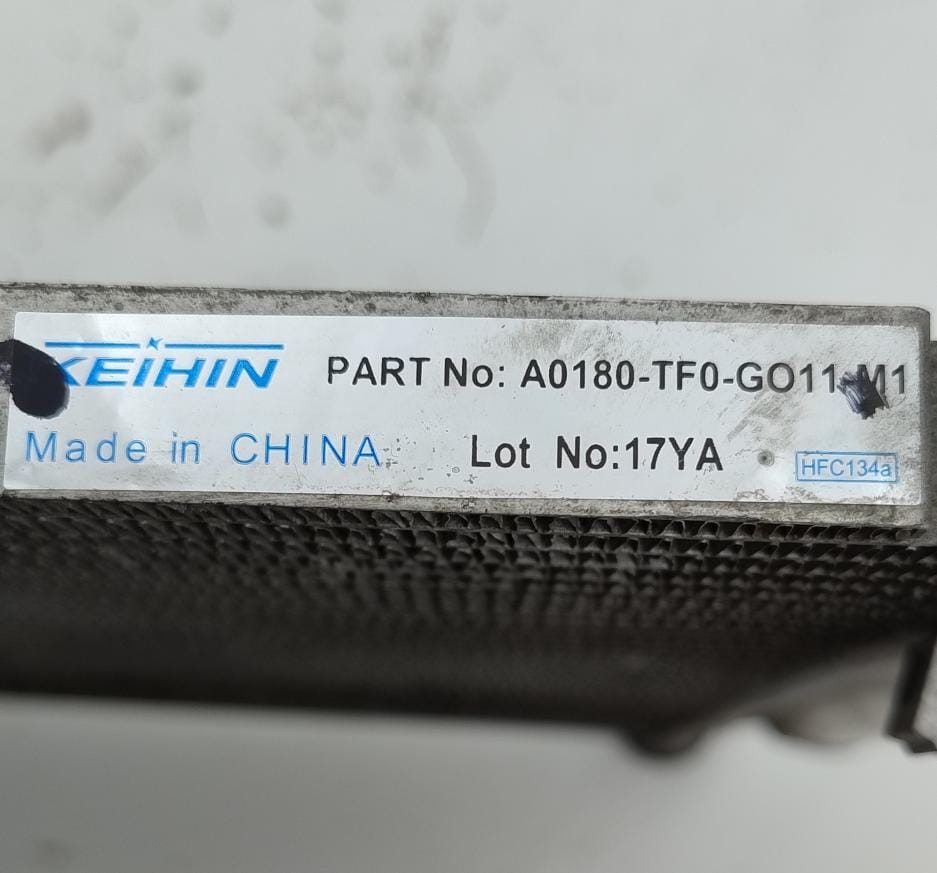 KEIHIN PART No: A0180-TF0-GO11-M1
Made in CHINA Lot No:17YA HFC134a